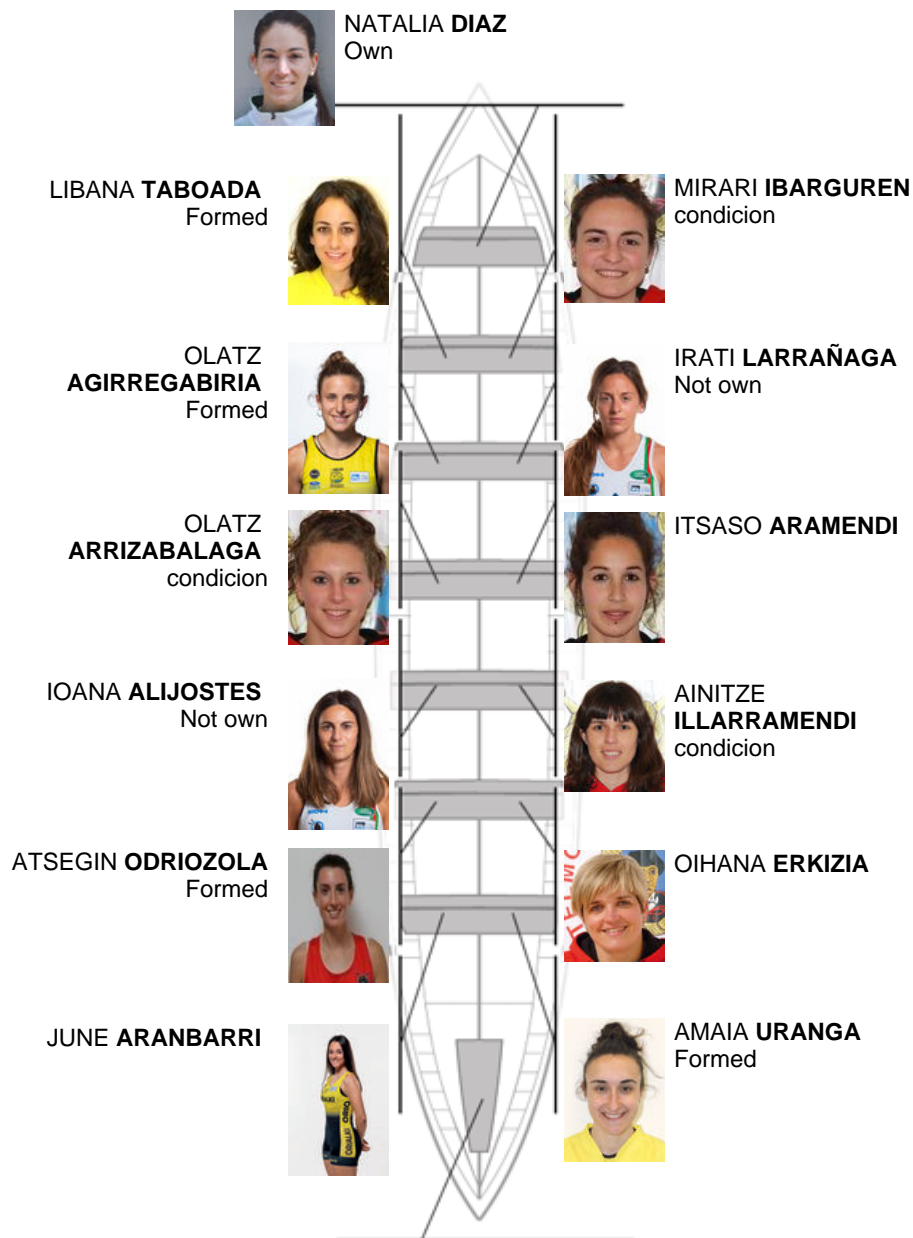 NATALIA DIAZ
Own
LIBANA TABOADA
Formed
MIRARI IBARGUREN
condicion
OLATZ
AGIRREGABIRIA
Formed
IRATI LARRAÑAGA
Not own
OLATZ
ARRIZABALAGA
condicion
ITSASO ARAMENDI
IOANA ALIJOSTES
Not own
AINITZE
ILLARRAMENDI
condicion
ATSEGIN ODRIOZOLA
Formed
OIHANA ERKIZIA
JUNE ARANBARRI
AMAIA URANGA
Formed